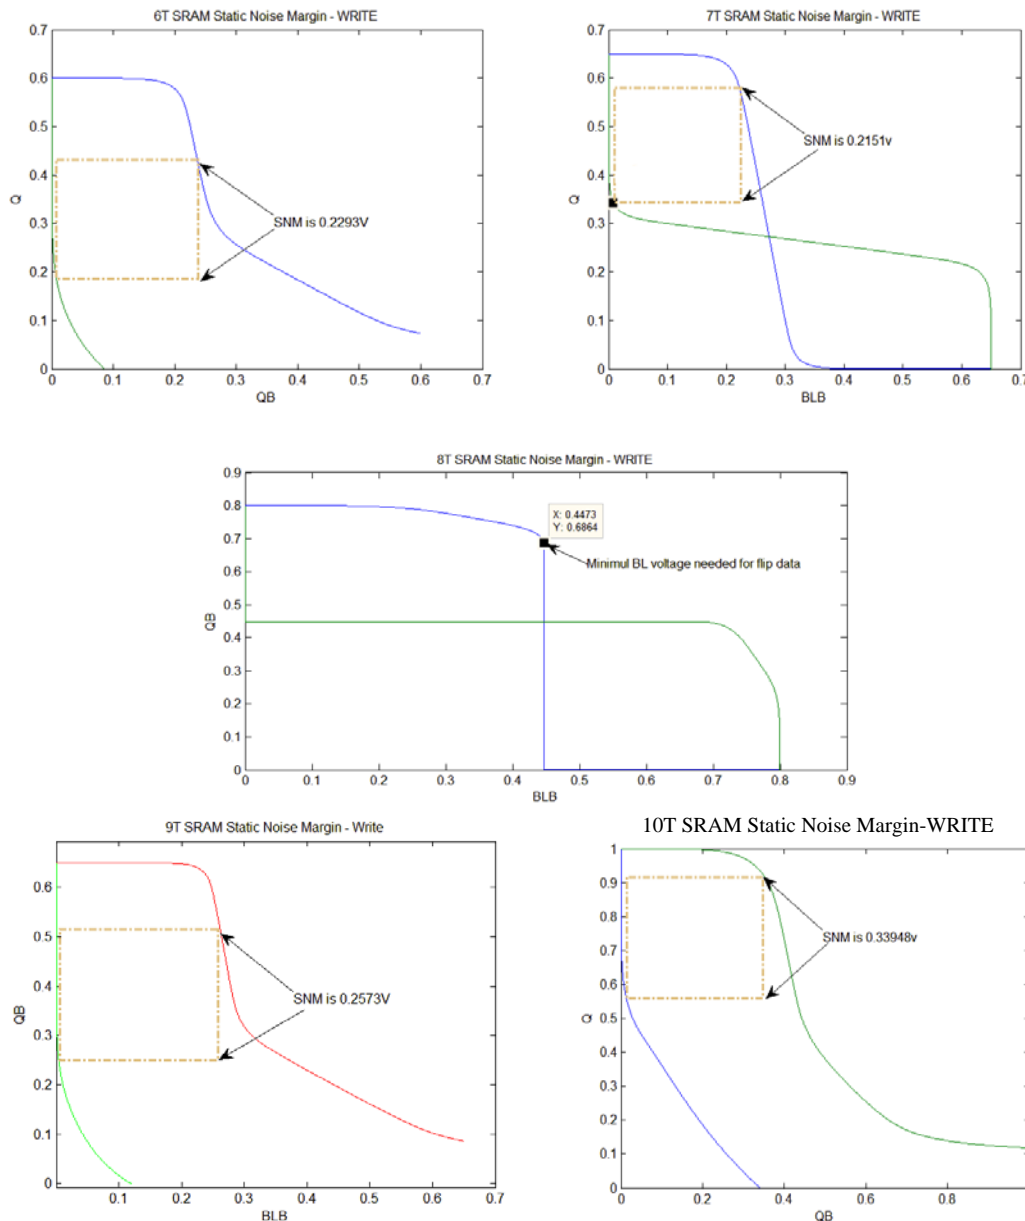 6T SRAM Static Noise Margin - WRITE
0.7
0.6
0.5
0.4
0.3
0.2
0.1
0
Q
SNM is 0.2293V
0 0.1 0.2 0.3 0.4 0.5 0.6 0.7
QB
7T SRAM Static Noise Margin - WRITE
0.7
0.6
0.5
0.4
0.3
0.2
0.1
0
Q
SNM is 0.2151v
0 0.1 0.2 0.3 0.4 0.5 0.6 0.7
BLB
8T SRAM Static Noise Margin - WRITE
0.9
0.8
0.7
0.6
0.5
0.4
0.3
0.2
0.1
0
QB
X: 0.4473
Y: 0.6864
Minimul BL voltage needed for flip data
0 0.1 0.2 0.3 0.4 0.5 0.6 0.7 0.8 0.9
BLB
9T SRAM Static Noise Margin - Write
0.6
0.5
0.4
0.3
0.2
0.1
0
QB
SNM is 0.2573V
0.1 0.2 0.3 0.4 0.5 0.6 0.7
BLB
10T SRAM Static Noise Margin-WRITE
1
0.9
0.8
0.7
0.6
0.5
0.4
0.3
0.2
0.1
0
Q
SNM is 0.33948v
0 0.2 0.4 0.6 0.8
QB